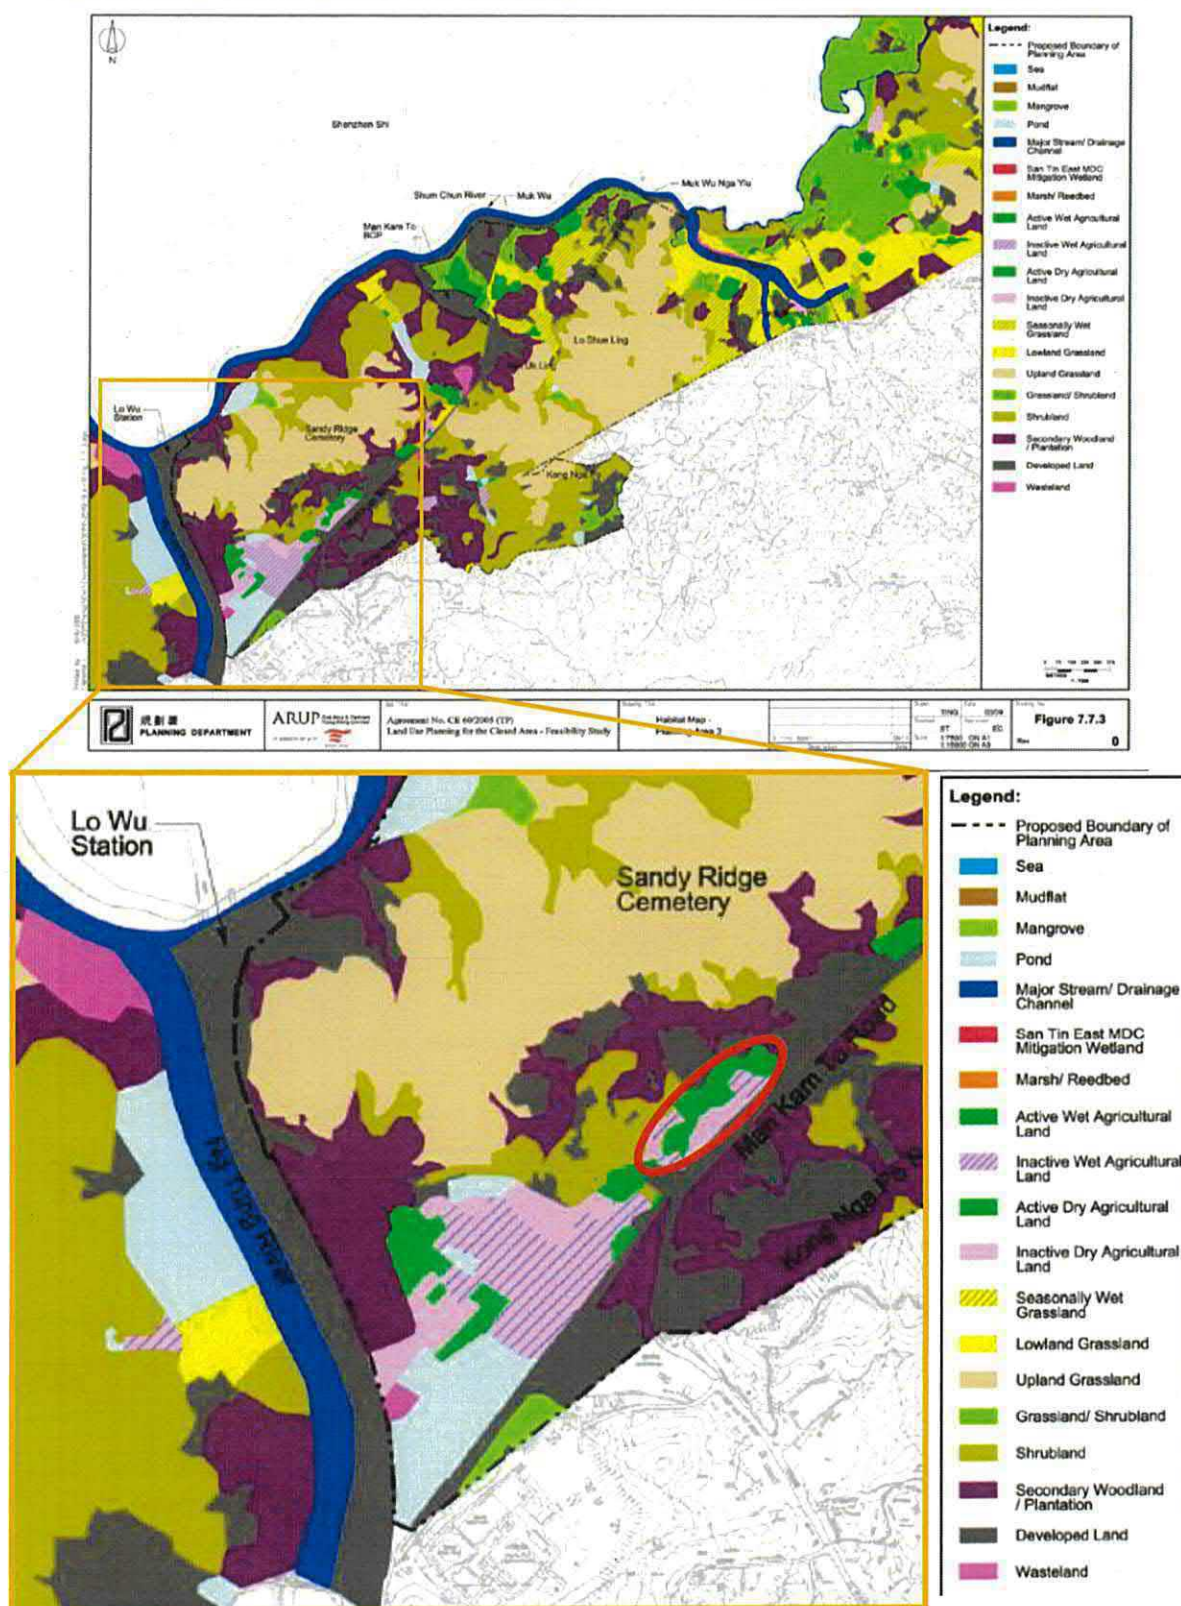 N
Shenzhen Shi
Shum Chun River
Muk Wu
Muk Wu Nga Yiu
Man Kam To
BCP
Lo Shue Ling
Lo Wu
Station
Sandy Ridge
Cemetery
Legend:
Proposed Boundary of
Planning Area
Sea
Mudflat
Mangrove
Pond
Major Stream/ Drainage
Channel
San Tin East MDC
Mitigation Wetland
Marsh/ Reedbed
Active Wet Agricultural
Land
Inactive Wet Agricultural
Land
Active Dry Agricultural
Land
Inactive Dry Agricultural
Land
Seasonally Wet
Grassland
Lowland Grassland
Upland Grassland
Grassland/ Shrubland
Shrubland
Secondary Woodland
/ Plantation
Developed Land
Wasteland
規劃署
PLANNING DEPARTMENT
ARUP
Agreement No. CE 60/2005 (TP)
Land Use Planning for the Closed Area - Feasibility Study
Habitat Map -
Figure 7.7.3
0
Lo Wu
Station
Sandy Ridge
Cemetery
Man Kam To Road
Kong Nga Po
Legend:
Proposed Boundary of
Planning Area
Sea
Mudflat
Mangrove
Pond
Major Stream/ Drainage
Channel
San Tin East MDC
Mitigation Wetland
Marsh/ Reedbed
Active Wet Agricultural
Land
Inactive Wet Agricultural
Land
Active Dry Agricultural
Land
Inactive Dry Agricultural
Land
Seasonally Wet
Grassland
Lowland Grassland
Upland Grassland
Grassland/ Shrubland
Shrubland
Secondary Woodland
/ Plantation
Developed Land
Wasteland